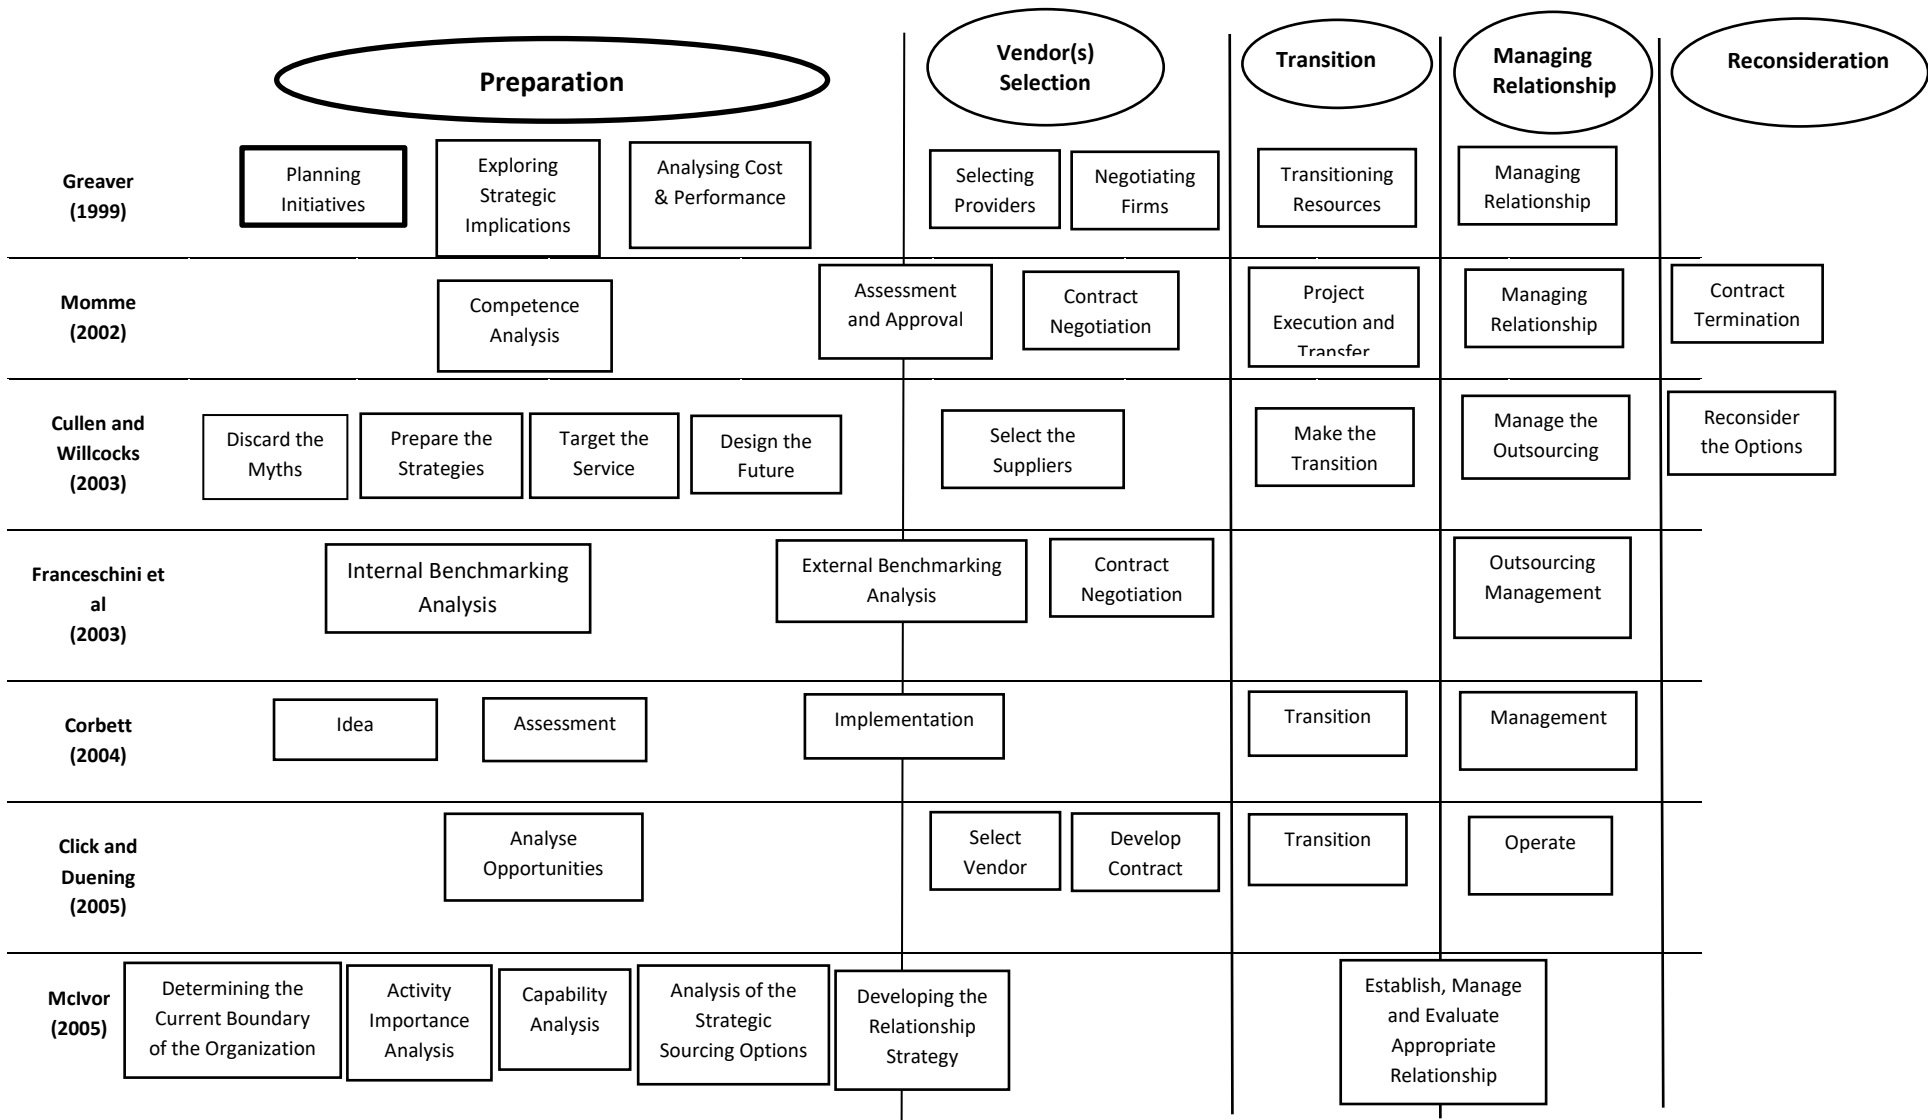 Preparation
Vendor(s)
Selection
Transition
Managing
Relationship
Reconsideration
Greaver
(1999)
Planning
Initiatives
Exploring
Strategic
Implications
Analysing Cost
& Performance
Selecting
Providers
Negotiating
Firms
Transitioning
Resources
Managing
Relationship
Momme
(2002)
Competence
Analysis
Assessment
and Approval
Contract
Negotiation
Project
Execution and
Transfer
Managing
Relationship
Contract
Termination
Cullen and
Willcocks
(2003)
Discard the
Myths
Prepare the
Strategies
Target the
Service
Design the
Future
Select the
Suppliers
Make the
Transition
Manage the
Outsourcing
Reconsider
the Options
Franceschini et
al
(2003)
Internal Benchmarking
Analysis
External Benchmarking
Analysis
Contract
Negotiation
Outsourcing
Management
Corbett
(2004)
Idea
Assessment
Implementation
Transition
Management
Click and
Duening
(2005)
Analyse
Opportunities
Select
Vendor
Develop
Contract
Transition
Operate
McIvor
(2005)
Determining the
Current Boundary
of the Organization
Activity
Importance
Analysis
Capability
Analysis
Analysis of the
Strategic
Sourcing Options
Developing the
Relationship
Strategy
Establish, Manage
and Evaluate
Appropriate
Relationship